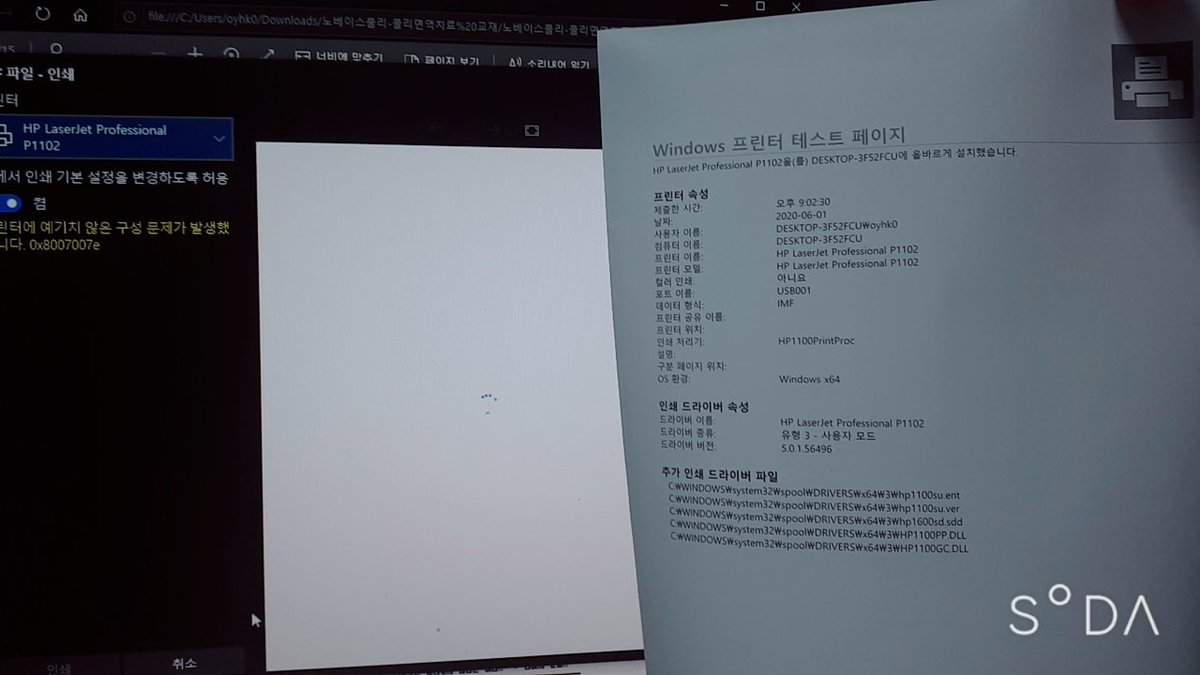 file:///C:/Users/oyhk0/Downloads/노베이스풀리-풀리면역치료%20교재/노베이스풀리-풀리면역
/15
너비에 맞추기
페이지 보기
소리내어 읽기
파일 - 인쇄
린터
HP LaserJet Professional
P1102
에서 인쇄 기본 설정을 변경하도록 허용
켬
린터에 예기치 않은 구성 문제가 발생했
니다. 0x8007007e
인쇄
취소
Windows 프린터 테스트 페이지
HP LaserJet Professional P1102을(를) DESKTOP-3F52FCU에 올바르게 설치했습니다.
프린터 속성
제출한 시간: 오후 9:02:30
날짜: 2020-06-01
사용자 이름: DESKTOP-3F52FCU₩oyhk0
컴퓨터 이름: DESKTOP-3F52FCU
프린터 이름: HP LaserJet Professional P1102
프린터 모델: HP LaserJet Professional P1102
컬러 인쇄: 아니요
포트 이름: USB001
데이터 형식: IMF
프린터 공유 이름:
프린터 위치:
인쇄 처리기: HP1100PrintProc
설명:
구분 페이지 위치:
OS 환경: Windows x64
인쇄 드라이버 속성
드라이버 이름: HP LaserJet Professional P1102
드라이버 종류: 유형 3 - 사용자 모드
드라이버 버전: 5.0.1.56496
추가 인쇄 드라이버 파일
C:₩WINDOWS₩system32₩spool₩DRIVERS₩x64₩3₩hp1100su.ent
C:₩WINDOWS₩system32₩spool₩DRIVERS₩x64₩3₩hp1100su.ver
C:₩WINDOWS₩system32₩spool₩DRIVERS₩x64₩3₩hp1600sd.sdd
C:₩WINDOWS₩system32₩spool₩DRIVERS₩x64₩3₩HP1100PP.DLL
C:₩WINDOWS₩system32₩spool₩DRIVERS₩x64₩3₩HP1100GC.DLL
SODA